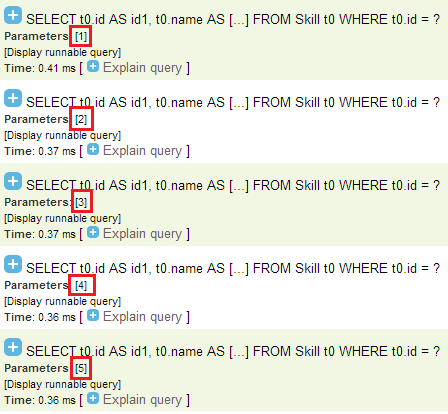 SELECT t0.id AS id1, t0.name AS [...] FROM Skill t0 WHERE t0.id = ?
Parameters: [1]
[Display runnable query]
Time: 0.41 ms [ + Explain query ]
SELECT t0.id AS id1, t0.name AS [...] FROM Skill t0 WHERE t0.id = ?
Parameters: [2]
[Display runnable query]
Time: 0.37 ms [ + Explain query ]
SELECT t0.id AS id1, t0.name AS [...] FROM Skill t0 WHERE t0.id = ?
Parameters: [3]
[Display runnable query]
Time: 0.37 ms [ + Explain query ]
SELECT t0.id AS id1, t0.name AS [...] FROM Skill t0 WHERE t0.id = ?
Parameters: [4]
[Display runnable query]
Time: 0.36 ms [ + Explain query ]
SELECT t0.id AS id1, t0.name AS [...] FROM Skill t0 WHERE t0.id = ?
Parameters: [5]
[Display runnable query]
Time: 0.36 ms [ + Explain query ]